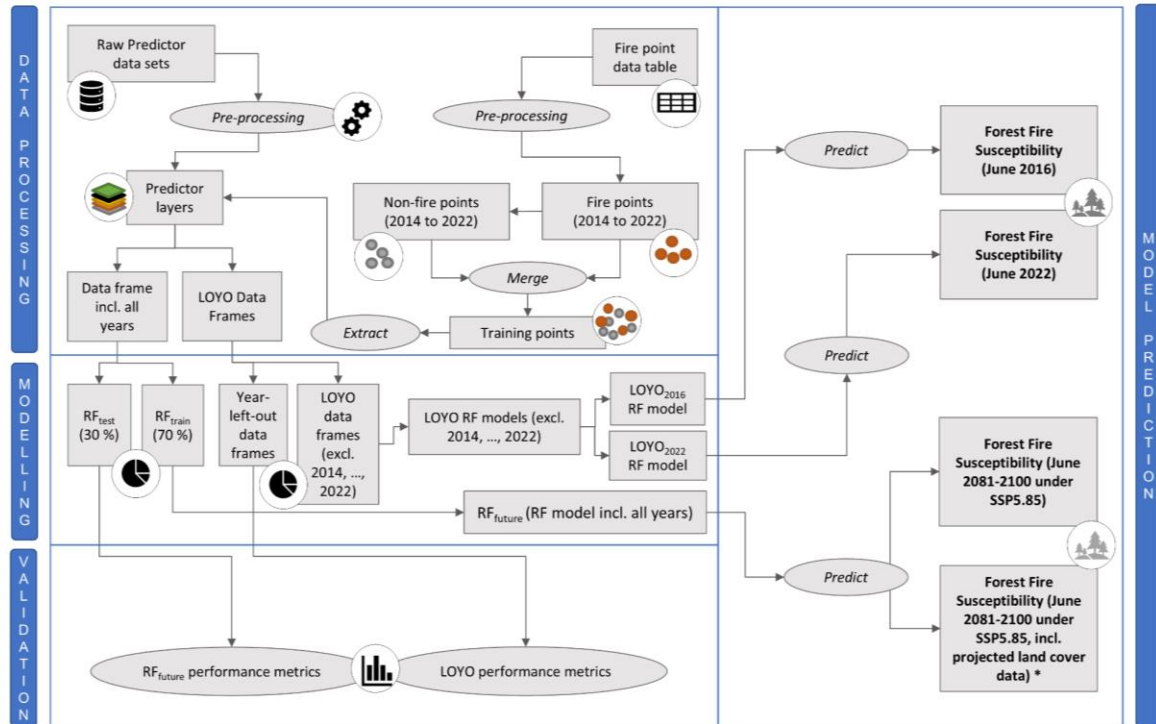 DATA PROCESSING
Raw Predictor
data sets
Fire point
data table
Pre-processing
Pre-processing
Predictor
layers
Non-fire points
(2014 to 2022)
Fire points
(2014 to 2022)
Merge
Data frame
incl. all
years
LOYO Data
Frames
Extract
Training points
MODELLING
RFtest
(30 %)
RFtrain
(70 %)
Year-
left-out
data
frames
LOYO
data
frames
(excl.
2014, ...,
2022)
LOYO RF models (excl.
2014, ..., 2022)
LOYO2016
RF model
LOYO2022
RF model
RFfuture (RF model incl. all years)
VALIDATION
RFfuture performance metrics
LOYO performance metrics
MODEL PREDICTION
Predict
Forest Fire
Susceptibility
(June 2016)
Forest Fire
Susceptibility
(June 2022)
Predict
Forest Fire
Susceptibility (June
2081-2100 under
SSP5.85)
Predict
Forest Fire
Susceptibility (June
2081-2100 under
SSP5.85, incl.
projected land cover
data) *